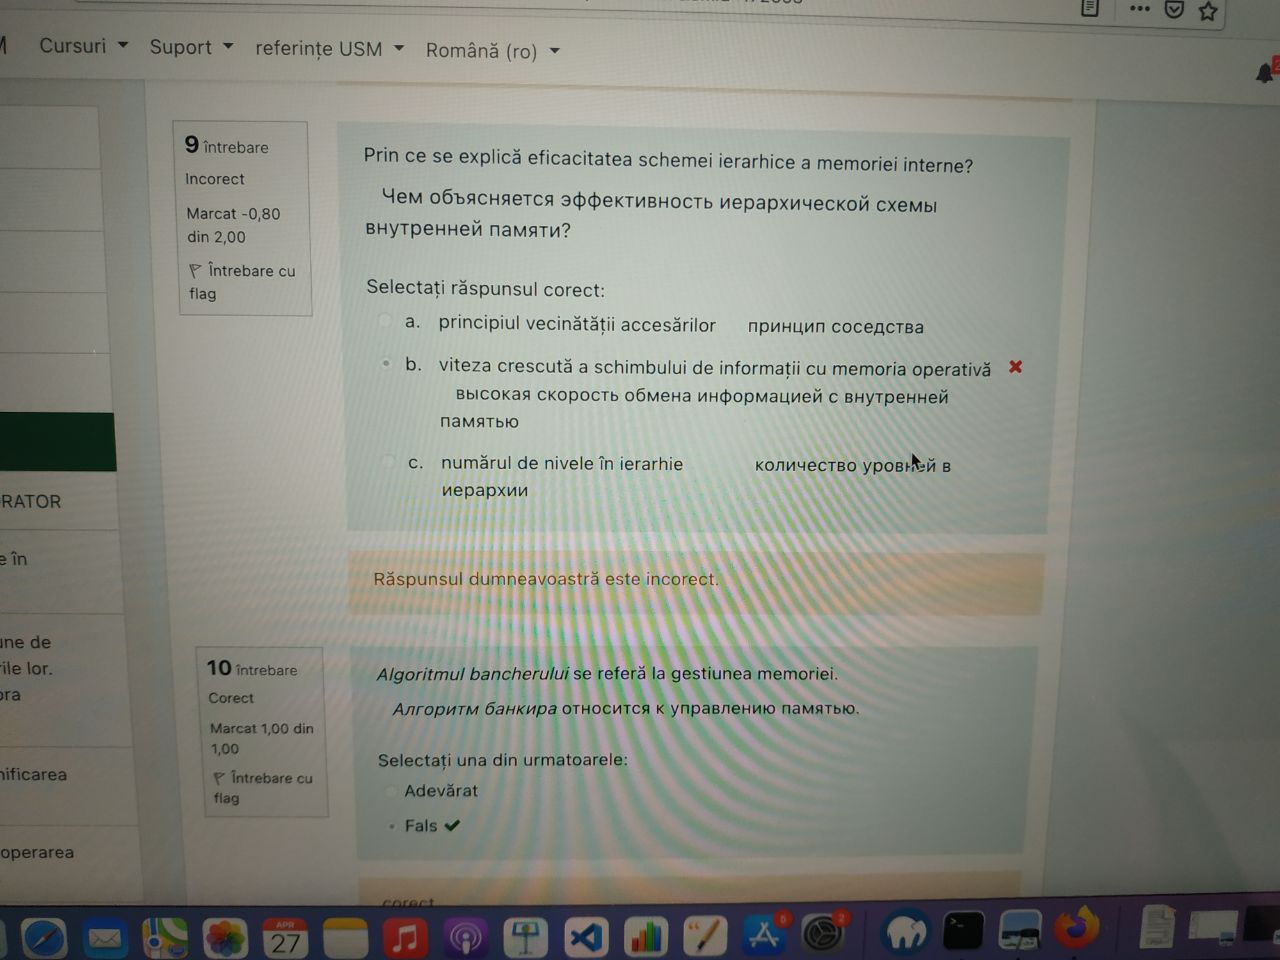 Cursuri Suport referințe USM Română (ro)
9 întrebare
Incorect
Marcat -0,80
din 2,00
Întrebare cu
flag
Prin ce se explică eficacitatea schemei ierarhice a memoriei interne?
Чем объясняется эффективность иерархической схемы
внутренней памяти?
Selectați răspunsul corect:
a. principiul vecinătății accesărilor принцип соседства
b. viteza crescută a schimbului de informații cu memoria operativă
высокая скорость обмена информацией с внутренней
памятью
c. numărul de nivele în ierarhie количество уровней в
иерархии
Răspunsul dumneavoastră este incorect.
RATOR
e în
une de
rile lor.
ora
nificarea
operarea
10 întrebare
Corect
Marcat 1,00 din
1,00
Întrebare cu
flag
Algoritmul bancherului se referă la gestiunea memoriei.
Алгоритм банкира относится к управлению памятью.
Selectați una din urmatoarele:
Adevărat
Fals
corect
APR
27